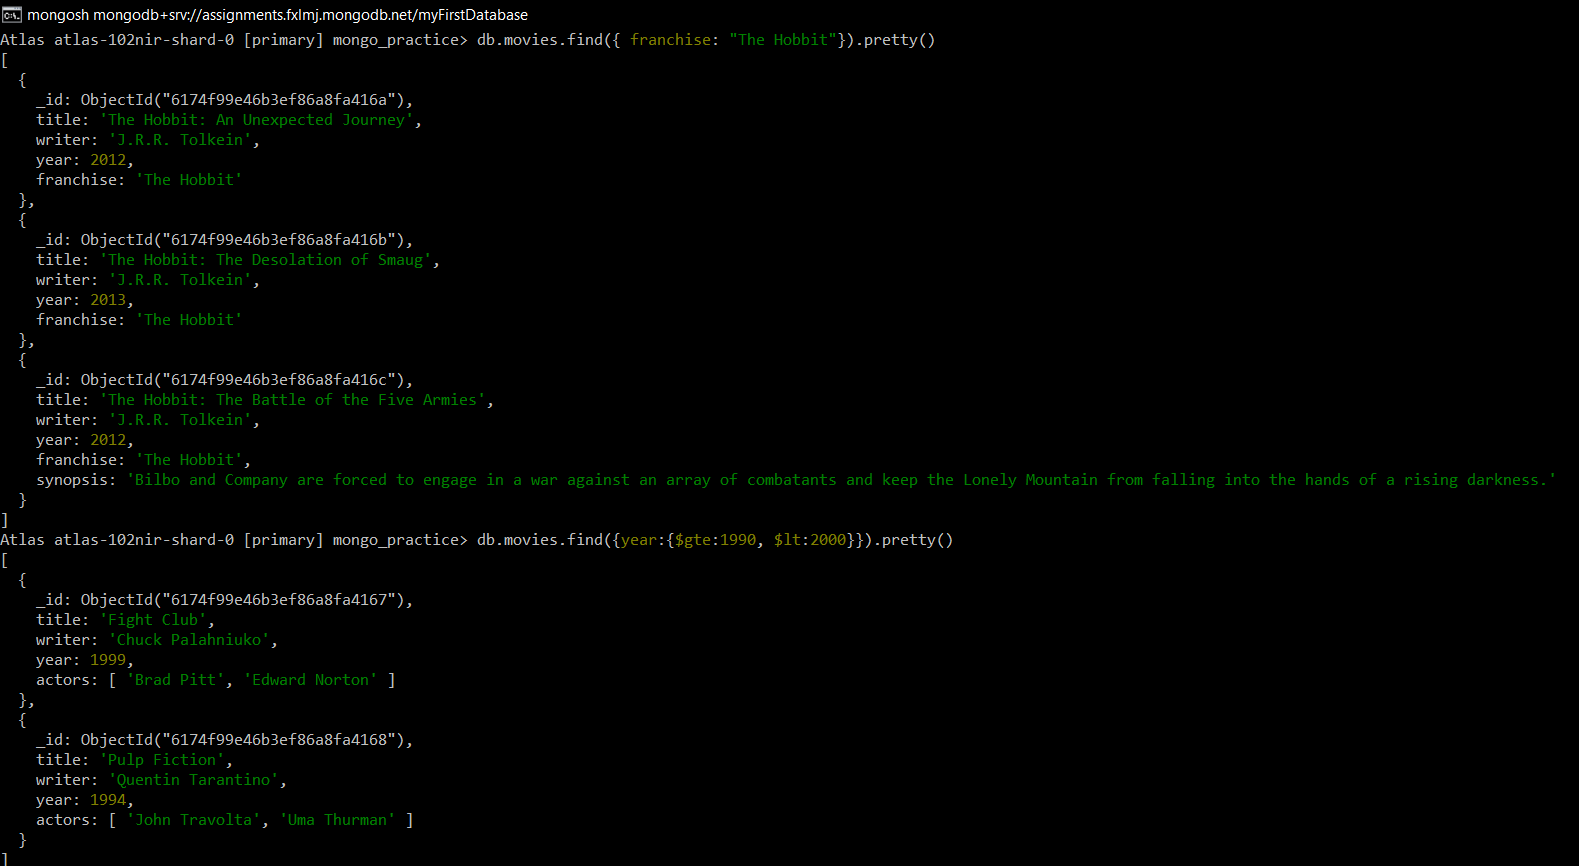 mongosh mongodb+srv://assignments.fxlmj.mongodb.net/myFirstDatabase
Atlas atlas-102nir-shard-0 [primary] mongo_practice> db.movies.find({ franchise: "The Hobbit"}).pretty()
[
  {
    _id: ObjectId("6174f99e46b3ef86a8fa416a"),
    title: 'The Hobbit: An Unexpected Journey',
    writer: 'J.R.R. Tolkein',
    year: 2012,
    franchise: 'The Hobbit'
  },
  {
    _id: ObjectId("6174f99e46b3ef86a8fa416b"),
    title: 'The Hobbit: The Desolation of Smaug',
    writer: 'J.R.R. Tolkein',
    year: 2013,
    franchise: 'The Hobbit'
  },
  {
    _id: ObjectId("6174f99e46b3ef86a8fa416c"),
    title: 'The Hobbit: The Battle of the Five Armies',
    writer: 'J.R.R. Tolkein',
    year: 2012,
    franchise: 'The Hobbit',
    synopsis: 'Bilbo and Company are forced to engage in a war against an array of combatants and keep the Lonely Mountain from falling into the hands of a rising darkness.'
  }
]
Atlas atlas-102nir-shard-0 [primary] mongo_practice> db.movies.find({year:{$gte:1990, $lt:2000}}).pretty()
[
  {
    _id: ObjectId("6174f99e46b3ef86a8fa4167"),
    title: 'Fight Club',
    writer: 'Chuck Palahniuko',
    year: 1999,
    actors: [ 'Brad Pitt', 'Edward Norton' ]
  },
  {
    _id: ObjectId("6174f99e46b3ef86a8fa4168"),
    title: 'Pulp Fiction',
    writer: 'Quentin Tarantino',
    year: 1994,
    actors: [ 'John Travolta', 'Uma Thurman' ]
  }
]